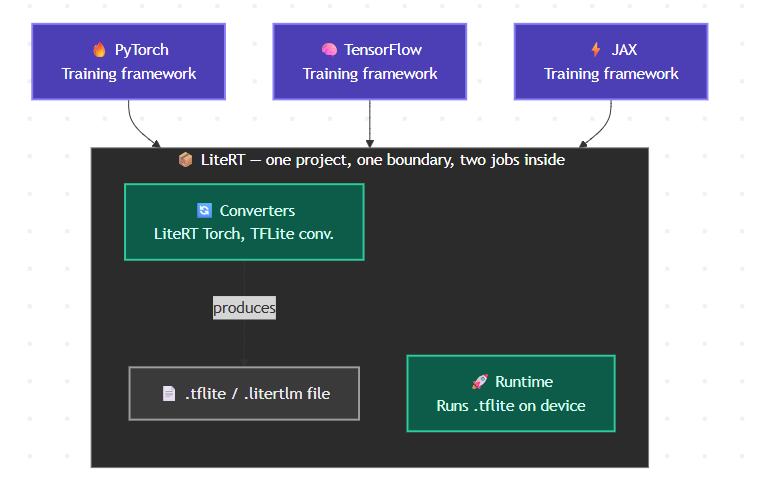 🔥 PyTorch
Training framework
🧠 TensorFlow
Training framework
⚡ JAX
Training framework
📦 LiteRT — one project, one boundary, two jobs inside
🔄 Converters
LiteRT Torch, TFLite conv.
produces
📄 .tflite / .litertlm file
🚀 Runtime
Runs .tflite on device